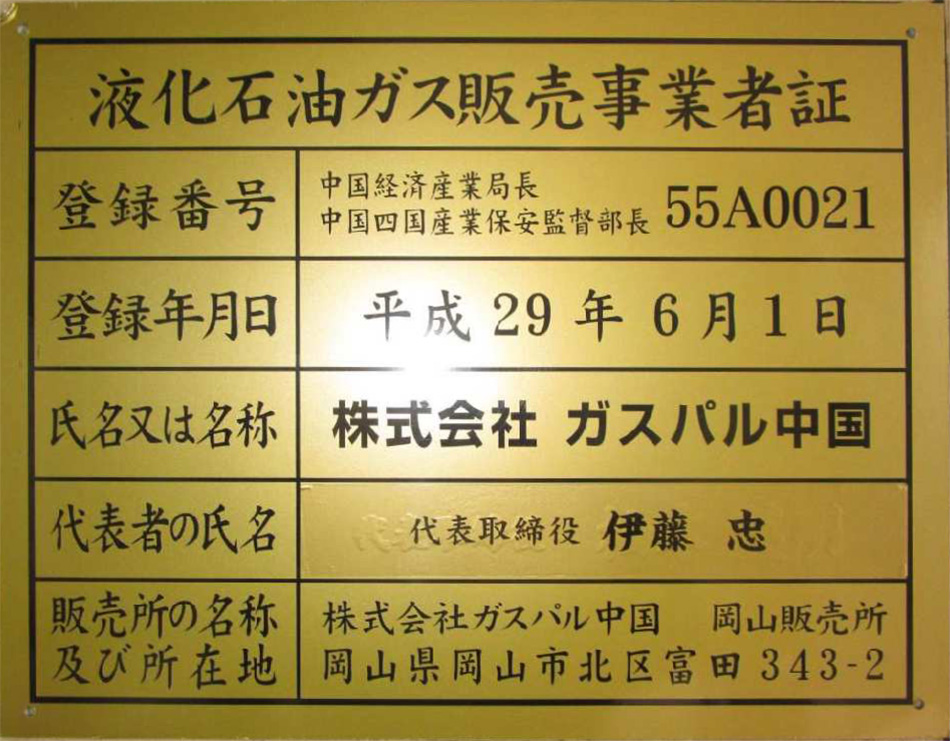 液化石油ガス販売事業者証
登録番号
中国経済産業局長
中国四国産業保安監督部長 55A0021
登録年月日
平成29年6月1日
氏名又は名称
株式会社 ガスパル中国
代表者の氏名
代表取締役 伊藤 忠
販売所の名称
及び所在地
株式会社ガスパル中国 岡山販売所
岡山県岡山市北区富田343-2